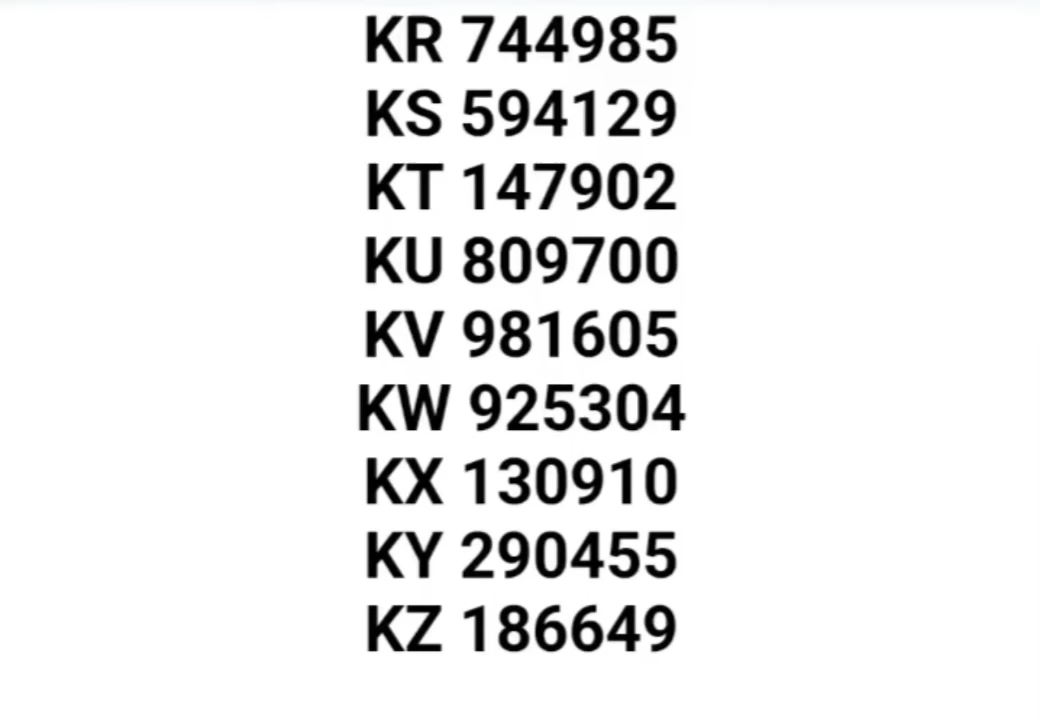 KR 744985
KS 594129
KT 147902
KU 809700
KV 981605
KW 925304
KX 130910
KY 290455
KZ 186649